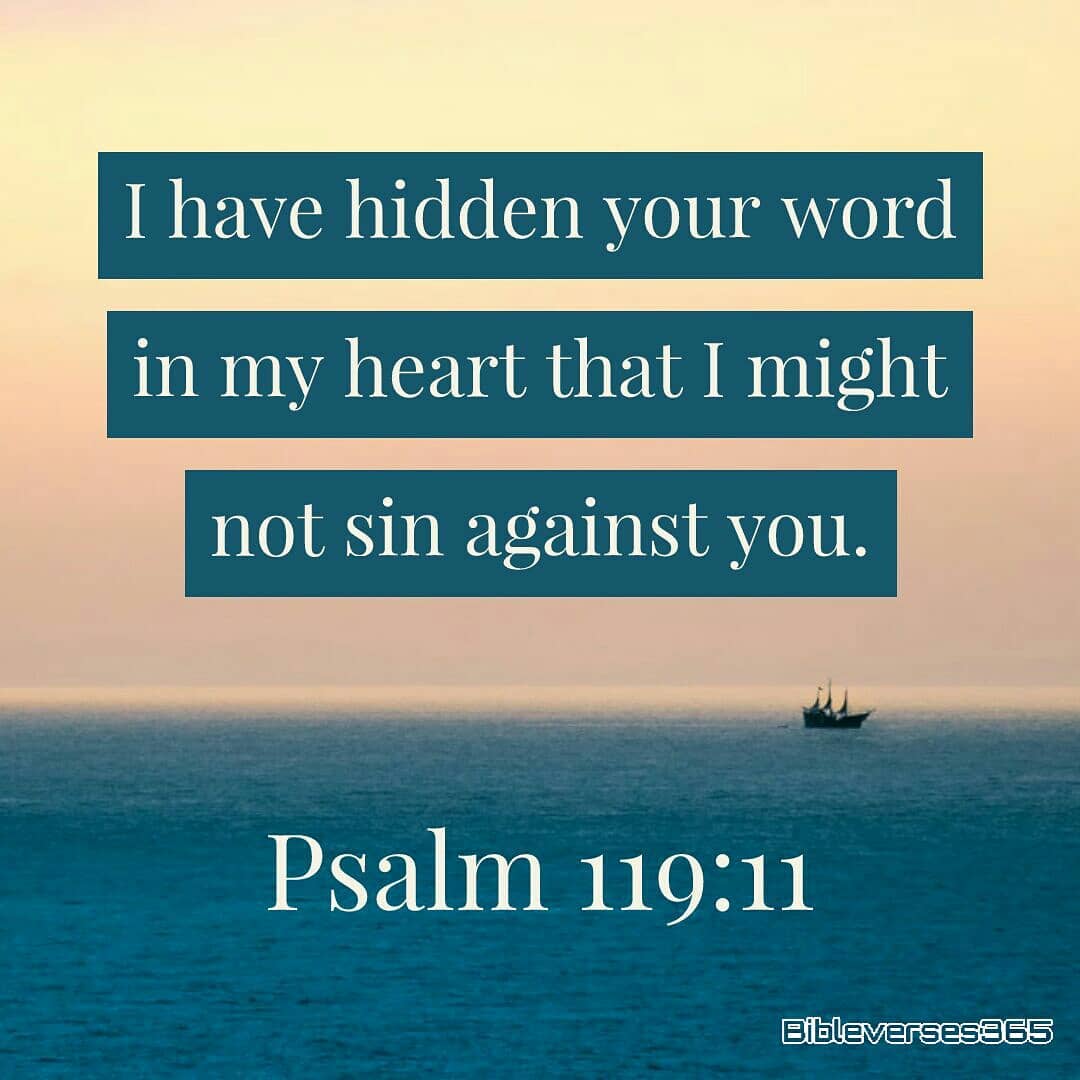 I have hidden your word
in my heart that I might
not sin against you.
Psalm 119:11
Bibleverses365